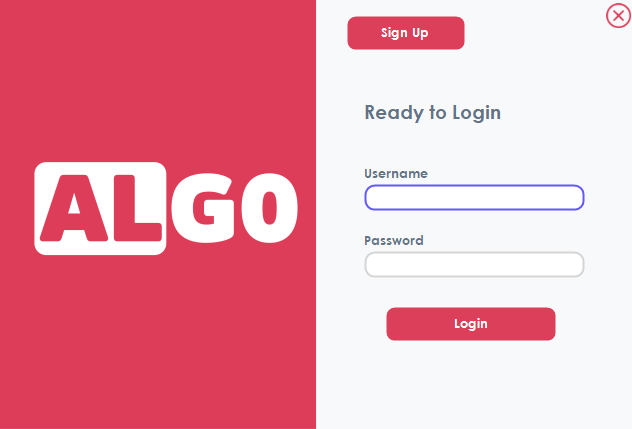 ALGO
Sign Up
Ready to Login
Username
Password
Login